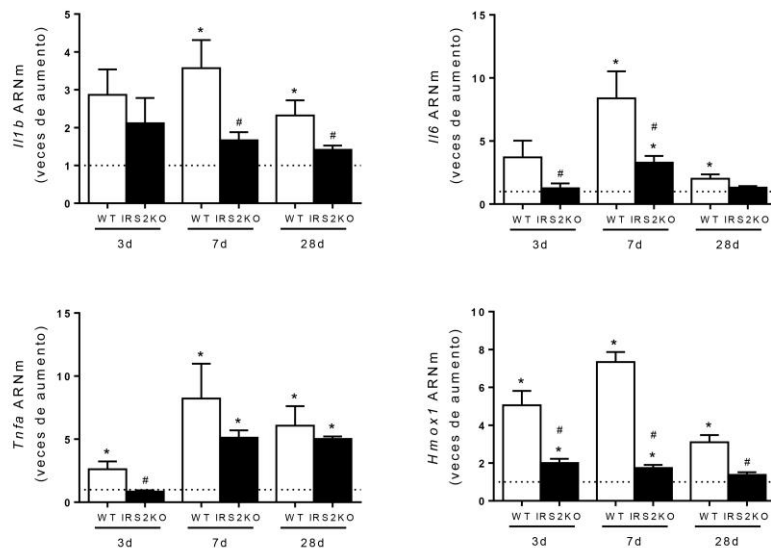 Il1b ARNm
(veces de aumento)
5
4
3
2
1
0
*
#
*
#
WT IRS2KO WT IRS2KO WT IRS2KO
3d 7d 28d
Il6 ARNm
(veces de aumento)
15
10
5
0
#
*
#
*
*
WT IRS2KO WT IRS2KO WT IRS2KO
3d 7d 28d
Tnfa ARNm
(veces de aumento)
15
10
5
0
*
#
*
*
*
*
WT IRS2KO WT IRS2KO WT IRS2KO
3d 7d 28d
Hmox1 ARNm
(veces de aumento)
10
8
6
4
2
0
*
#
*
*
#
*
*
#
WT IRS2KO WT IRS2KO WT IRS2KO
3d 7d 28d